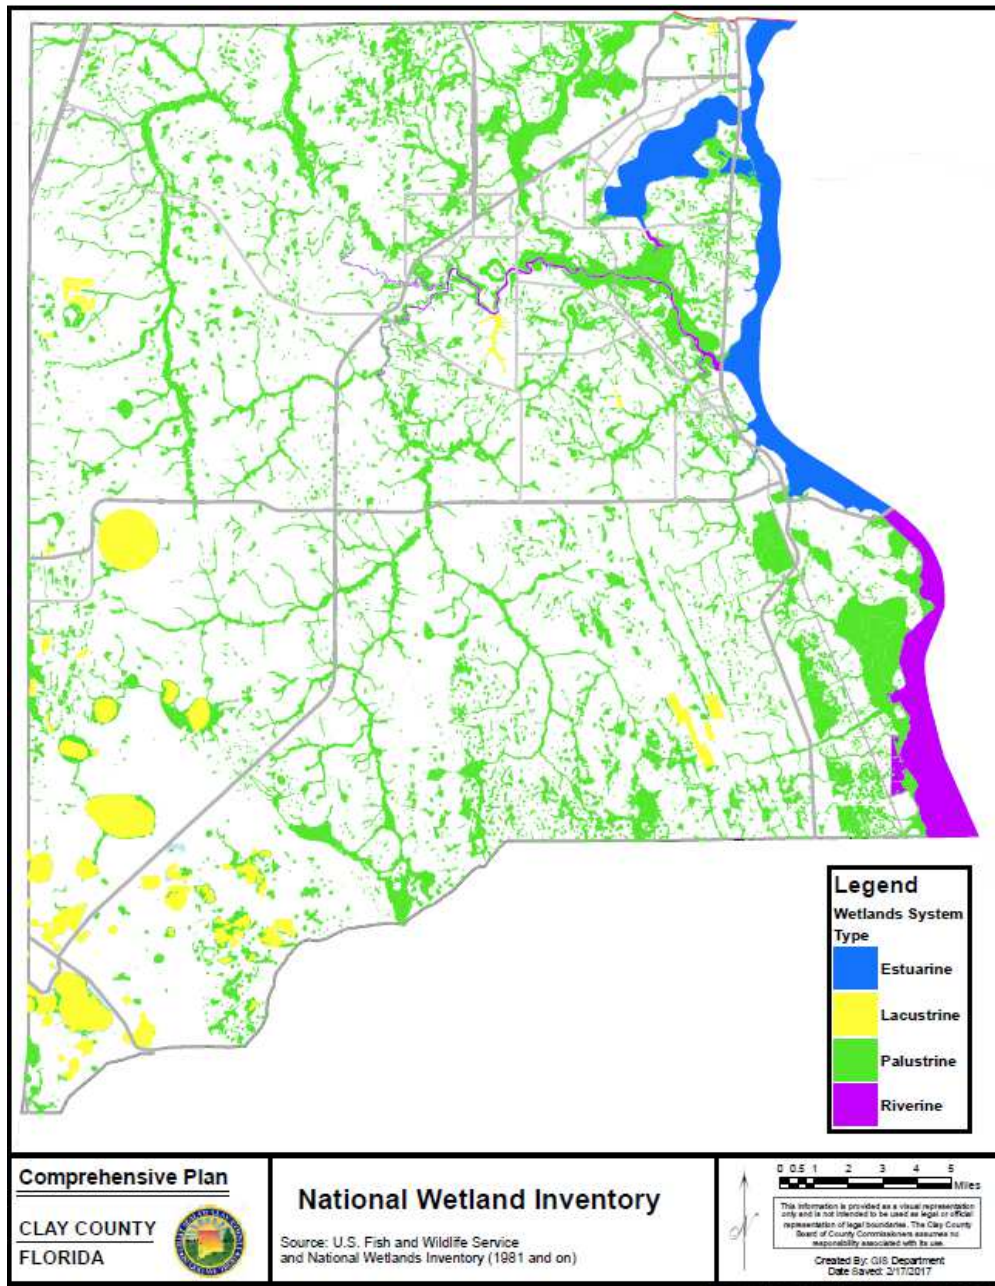 Legend
Wetlands System
Type
Estuarine
Lacustrine
Palustrine
Riverine
Comprehensive Plan
CLAY COUNTY
FLORIDA
National Wetland Inventory
Source: U.S. Fish and Wildlife Service
and National Wetlands Inventory (1981 and on)
0 0.5 1 2 3 4 5
Miles
This information is provided as a visual representation
only and is not intended to be used as legal or official
representation of legal boundaries. The Clay County
Board of County Commissioners assumes no
responsibility associated with its use.
Created By: GIS Department
Date Saved: 2/17/2017